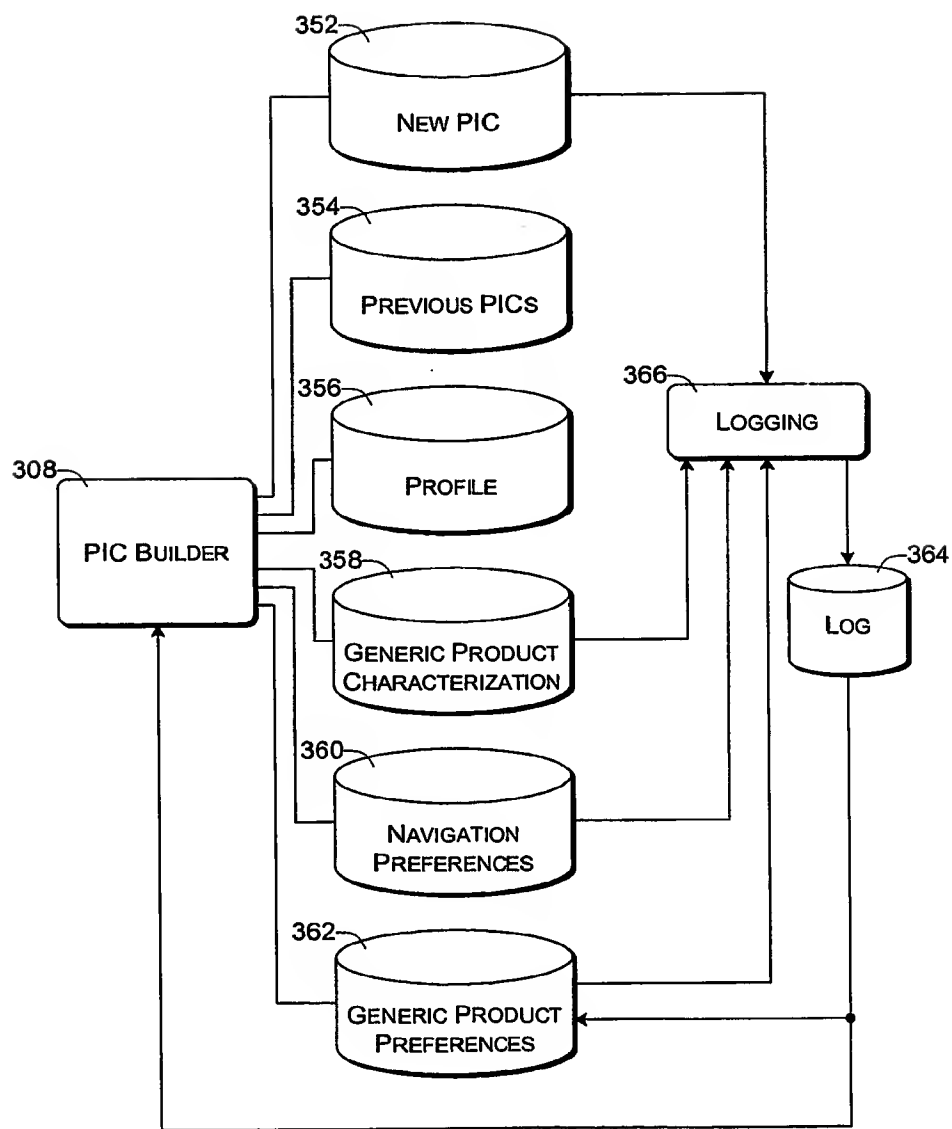 352
NEW PIC
354
PREVIOUS PICS
356
PROFILE
366
LOGGING
308
PIC BUILDER
358
GENERIC PRODUCT
CHARACTERIZATION
364
LOG
360
NAVIGATION
PREFERENCES
362
GENERIC PRODUCT
PREFERENCES